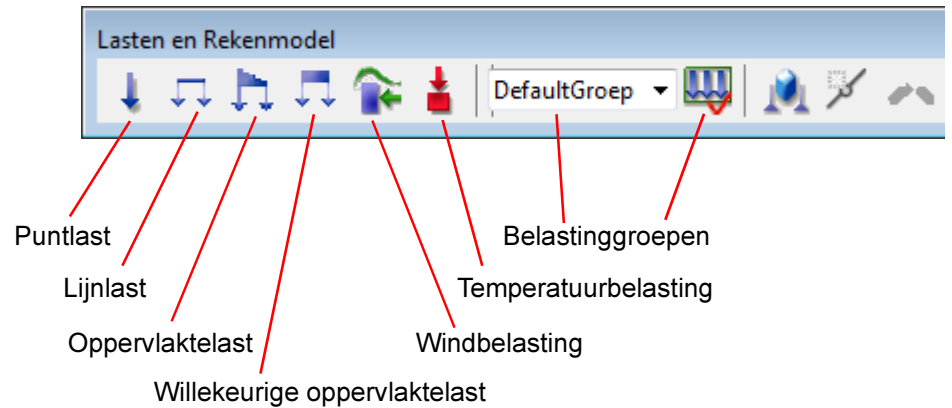 Lasten en Rekenmodel
DefaultGroep
Puntlast
Belastinggroepen
Lijnlast
Temperatuurbelasting
Oppervlaktelast
Windbelasting
Willekeurige oppervlaktelast